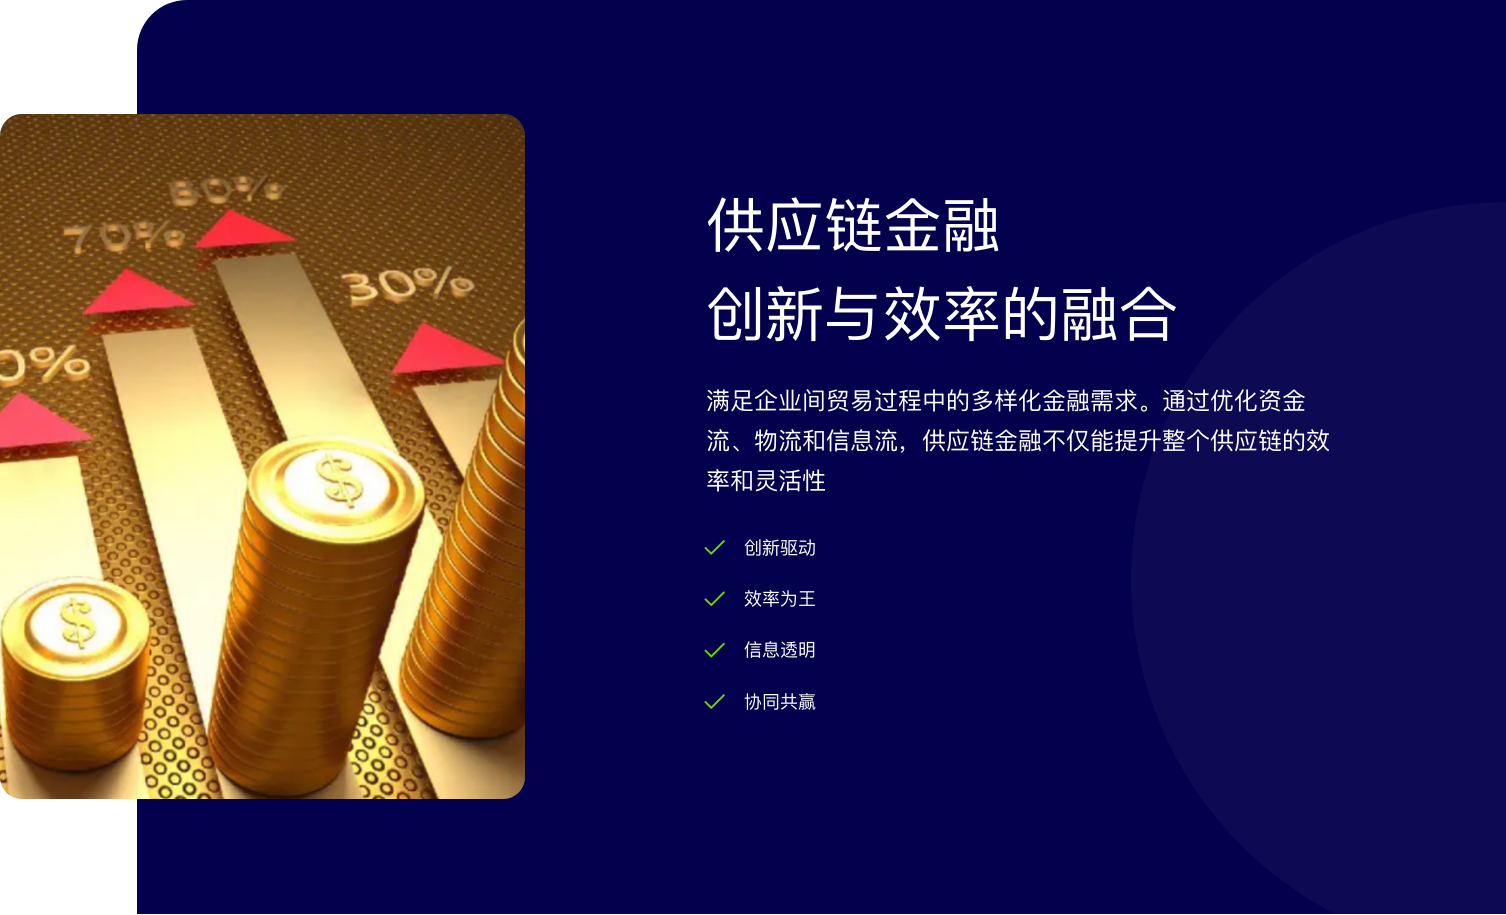 80%
70%
30%
0%
供应链金融
创新与效率的融合
满足企业间贸易过程中的多样化金融需求。通过优化资金
流、物流和信息流，供应链金融不仅能提升整个供应链的效
率和灵活性
创新驱动
效率为王
信息透明
协同共赢